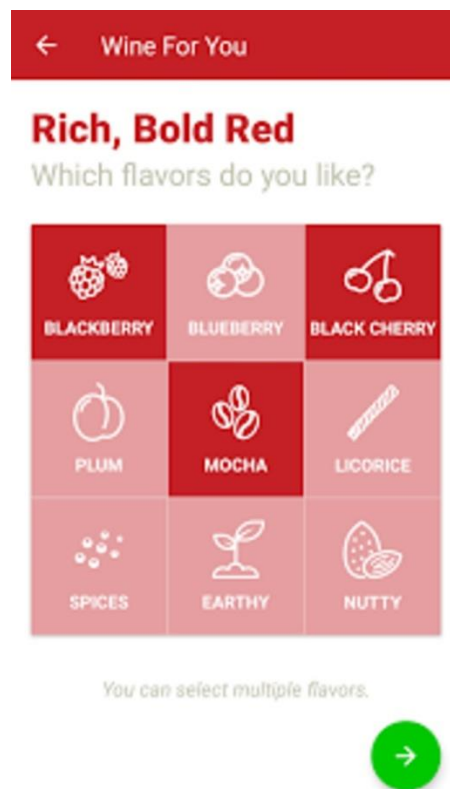 Wine For You
Rich, Bold Red
Which flavors do you like?
BLACKBERRY BLUEBERRY BLACK CHERRY
PLUM MOCHA LICORICE
SPICES EARTHY NUTTY
You can select multiple flavors.